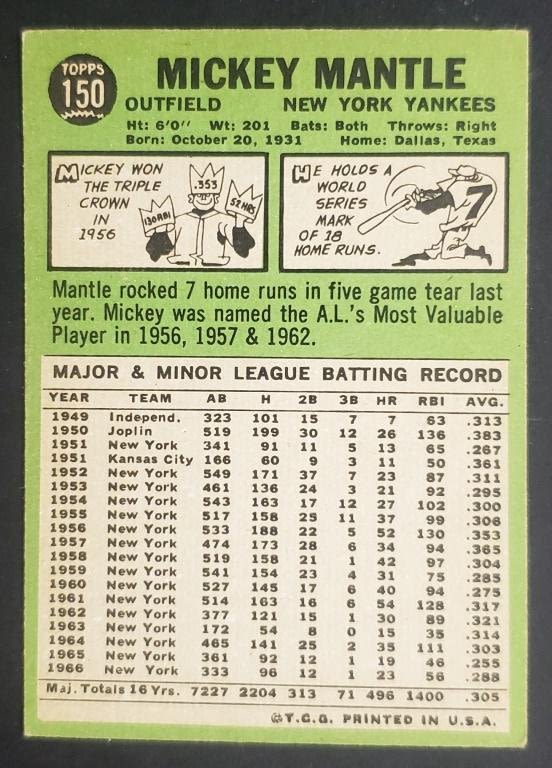 TOPPS
150
MICKEY MANTLE
OUTFIELD NEW YORK YANKEES
Ht: 6'0" Wt: 201 Bats: Both Throws: Right
Born: October 20, 1931 Home: Dallas, Texas
MICKEY WON
THE TRIPLE
CROWN
IN
1956
.353
130 RBI
52 HRS
HE HOLDS A
WORLD
SERIES
MARK
OF 18
HOME RUNS.
7
Mantle rocked 7 home runs in five game tear last
year. Mickey was named the A.L.'s Most Valuable
Player in 1956, 1957 & 1962.
MAJOR & MINOR LEAGUE BATTING RECORD
YEAR TEAM AB H 2B 3B HR RBI AVG.
1949 Independ. 323 101 15 7 7 63 .313
1950 Joplin 519 199 30 12 26 136 .383
1951 New York 341 91 11 5 13 65 .267
1951 Kansas City 166 60 9 3 11 50 .361
1952 New York 549 171 37 7 23 87 .311
1953 New York 461 136 24 3 21 92 .295
1954 New York 543 163 17 12 27 102 .300
1955 New York 517 158 25 11 37 99 .306
1956 New York 533 188 22 5 52 130 .353
1957 New York 474 173 28 6 34 94 .365
1958 New York 519 158 21 1 42 97 .304
1959 New York 541 154 23 4 31 75 .285
1960 New York 527 145 17 6 40 94 .275
1961 New York 514 163 16 6 54 128 .317
1962 New York 377 121 15 1 30 89 .321
1963 New York 172 54 8 0 15 35 .314
1964 New York 465 141 25 2 35 111 .303
1965 New York 361 92 12 1 19 46 .255
1966 New York 333 96 12 1 23 56 .288
Maj. Totals 16 Yrs. 7227 2204 313 71 496 1400 .305
©T.C.G. PRINTED IN U.S.A.